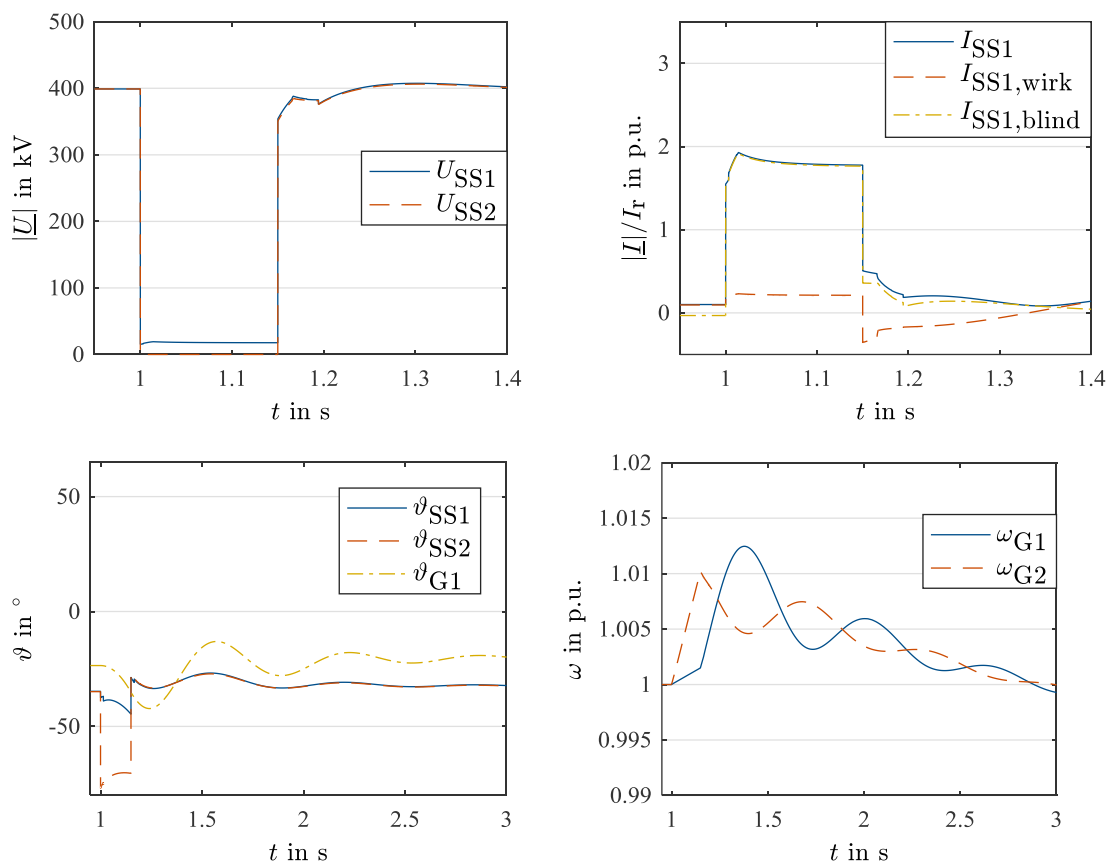 500
400
300
200
100
0
|U| in kV
U_SS1
U_SS2
1 1.1 1.2 1.3 1.4
t in s
3
2
1
0
|I|/I_r in p.u.
I_SS1
I_SS1,wirk
I_SS1,blind
1 1.1 1.2 1.3 1.4
t in s
50
0
-50
ϑ in °
ϑ_SS1
ϑ_SS2
ϑ_G1
1 1.5 2 2.5 3
t in s
1.02
1.015
1.01
1.005
1
0.995
0.99
ω in p.u.
ω_G1
ω_G2
1 1.5 2 2.5 3
t in s